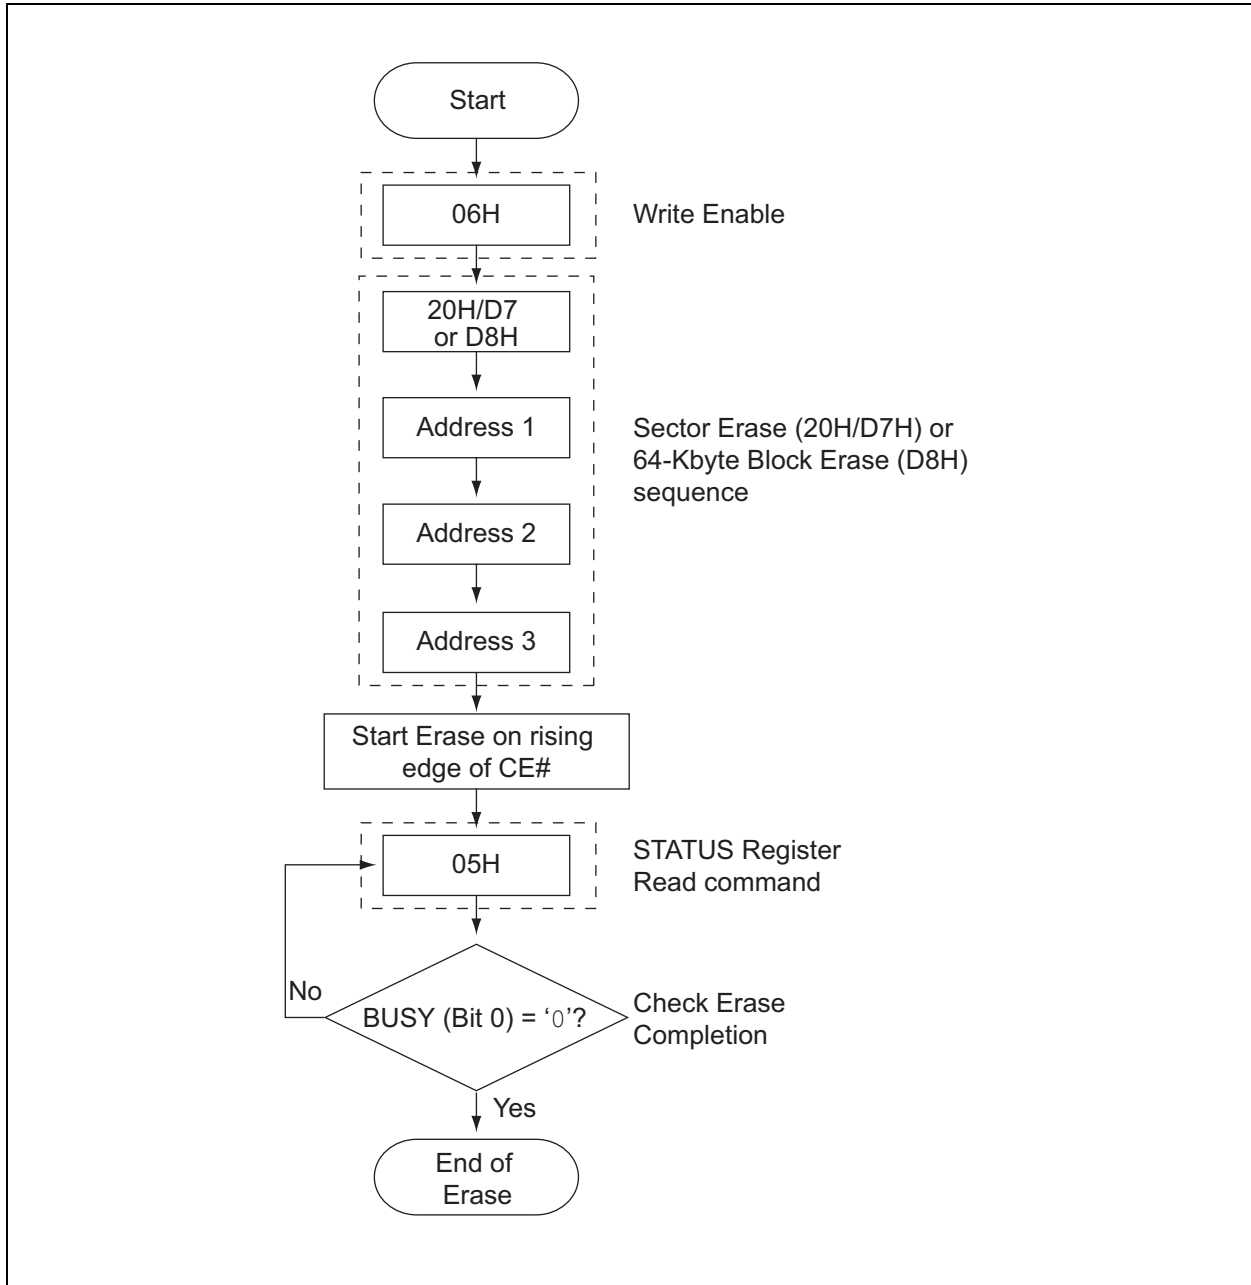 Start
06H
Write Enable
20H/D7
or D8H
Address 1
Sector Erase (20H/D7H) or
64-Kbyte Block Erase (D8H)
sequence
Address 2
Address 3
Start Erase on rising
edge of CE#
05H
STATUS Register
Read command
No
BUSY (Bit 0) = ‘0’?
Check Erase
Completion
Yes
End of
Erase